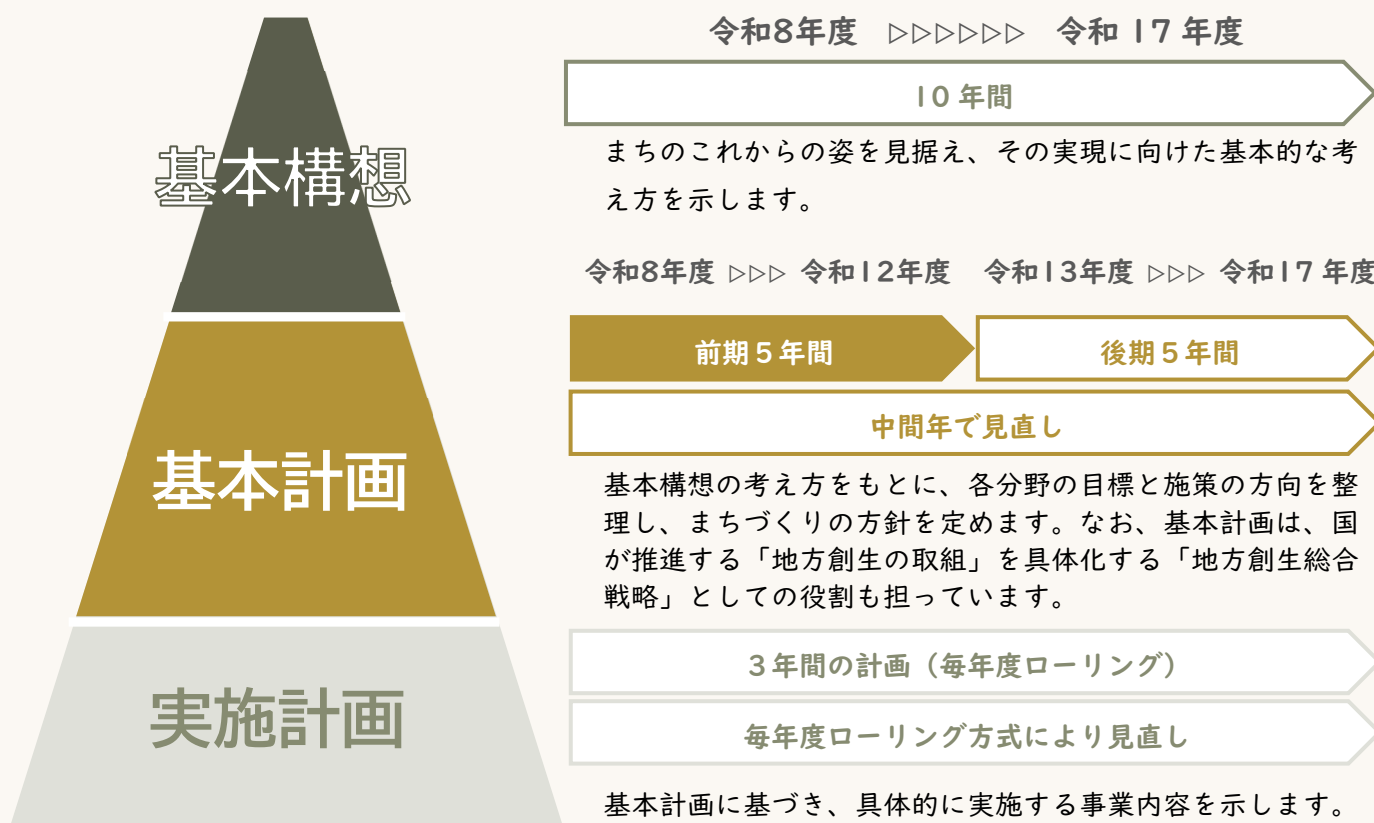 令和8年度 ▷▷▷▷▷▷ 令和 17 年度
10 年間
基本構想
まちのこれからの姿を見据え、その実現に向けた基本的な考
え方を示します。
令和8年度 ▷▷▷ 令和12年度 令和13年度 ▷▷▷ 令和17 年度
前期5年間
後期5年間
中間年で見直し
基本計画
基本構想の考え方をもとに、各分野の目標と施策の方向を整
理し、まちづくりの方針を定めます。なお、基本計画は、国
が推進する「地方創生の取組」を具体化する「地方創生総合
戦略」としての役割も担っています。
3年間の計画(毎年度ローリング)
実施計画
毎年度ローリング方式により見直し
基本計画に基づき、具体的に実施する事業内容を示します。